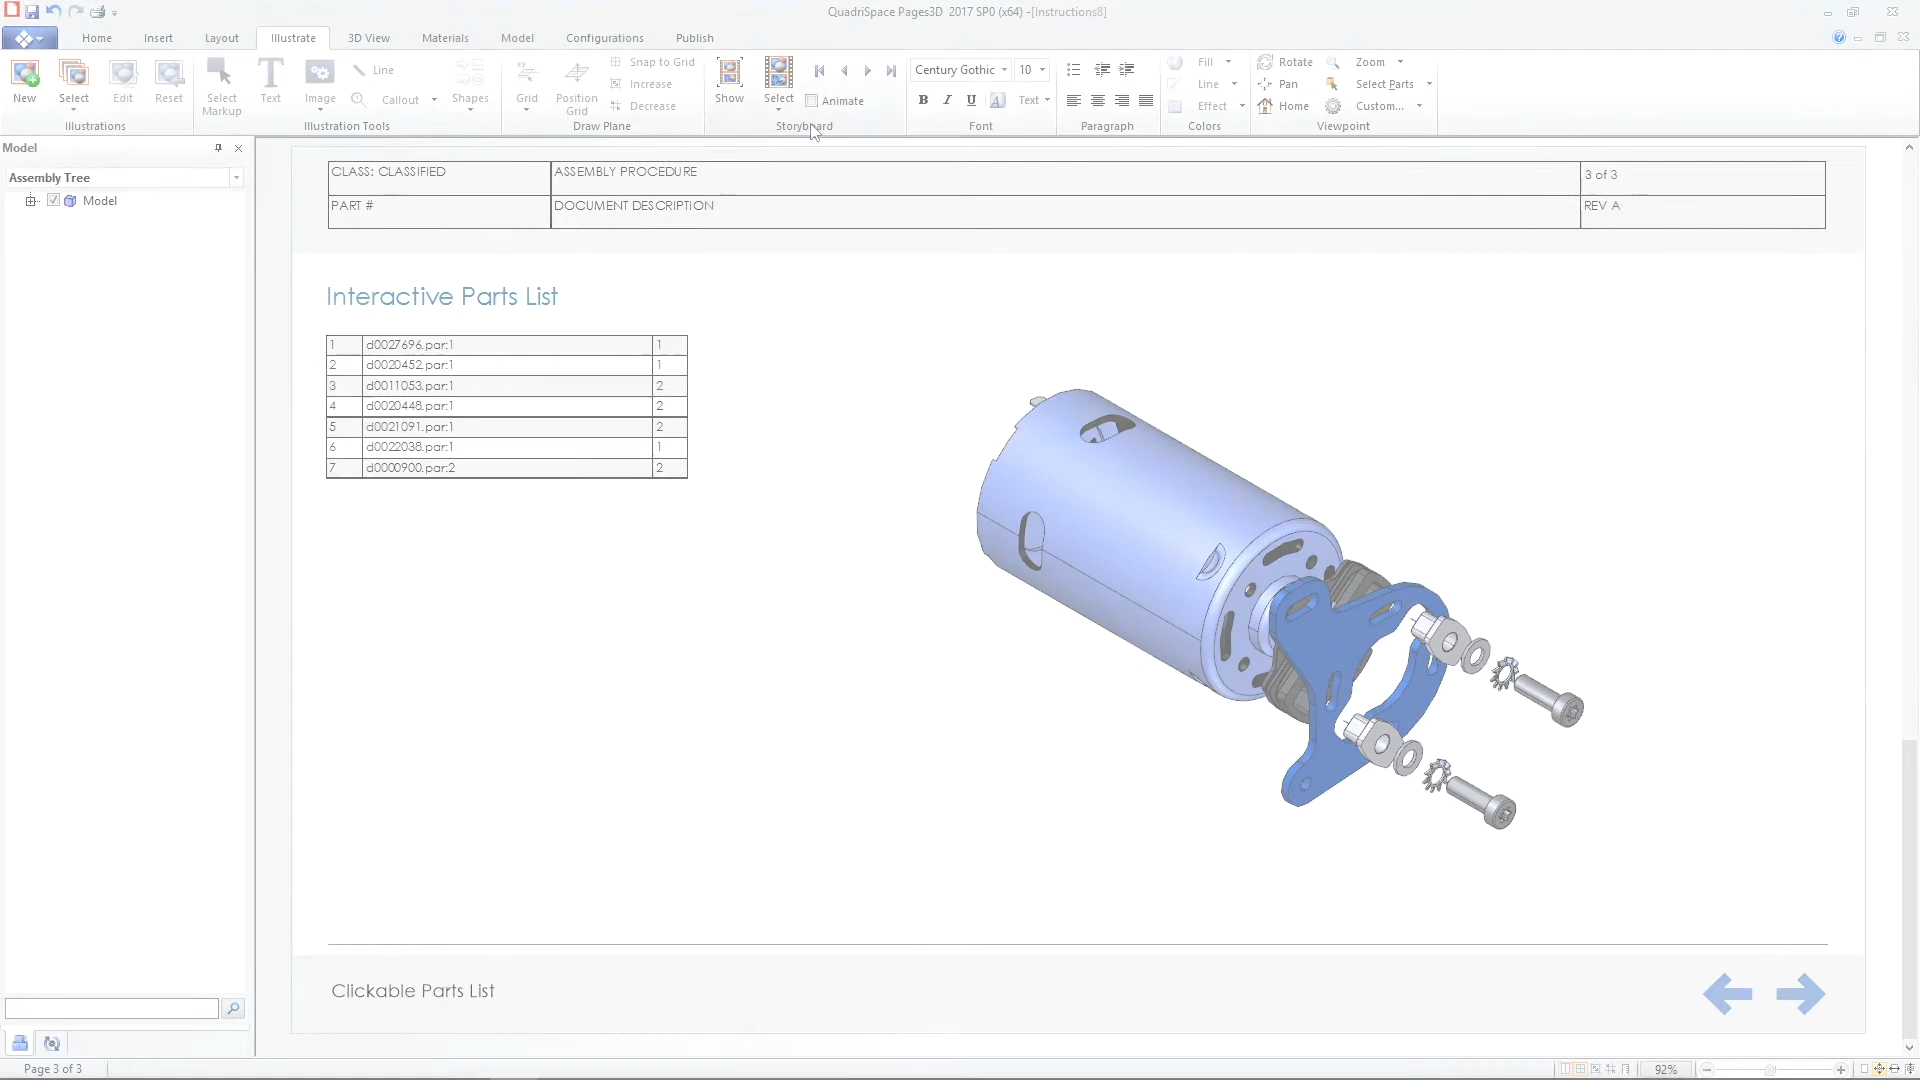 QuadriSpace Pages3D 2017 SP0 (x64) -[Instructions8]
Home Insert Layout Illustrate 3D View Materials Model Configurations Publish
New Select Edit Reset
Illustrations
Select Markup Text Image Line Callout Shapes
Illustration Tools
Grid Position Grid Snap to Grid Increase Decrease
Draw Plane
Show Select Animate
Storyboard
Century Gothic 10
B I U A Text
Font
Paragraph
Fill Line Effect
Colors
Rotate Zoom
Pan Select Parts
Home Custom...
Viewpoint
Model
Assembly Tree
Model
CLASS: CLASSIFIED ASSEMBLY PROCEDURE 3 of 3
PART # DOCUMENT DESCRIPTION REV A
Interactive Parts List
1 d0027696.par:1 1
2 d0020452.par:1 1
3 d0011053.par:1 2
4 d0020448.par:1 2
5 d0021091.par:1 2
6 d0022038.par:1 1
7 d0000900.par:2 2
Clickable Parts List
Page 3 of 3 92%